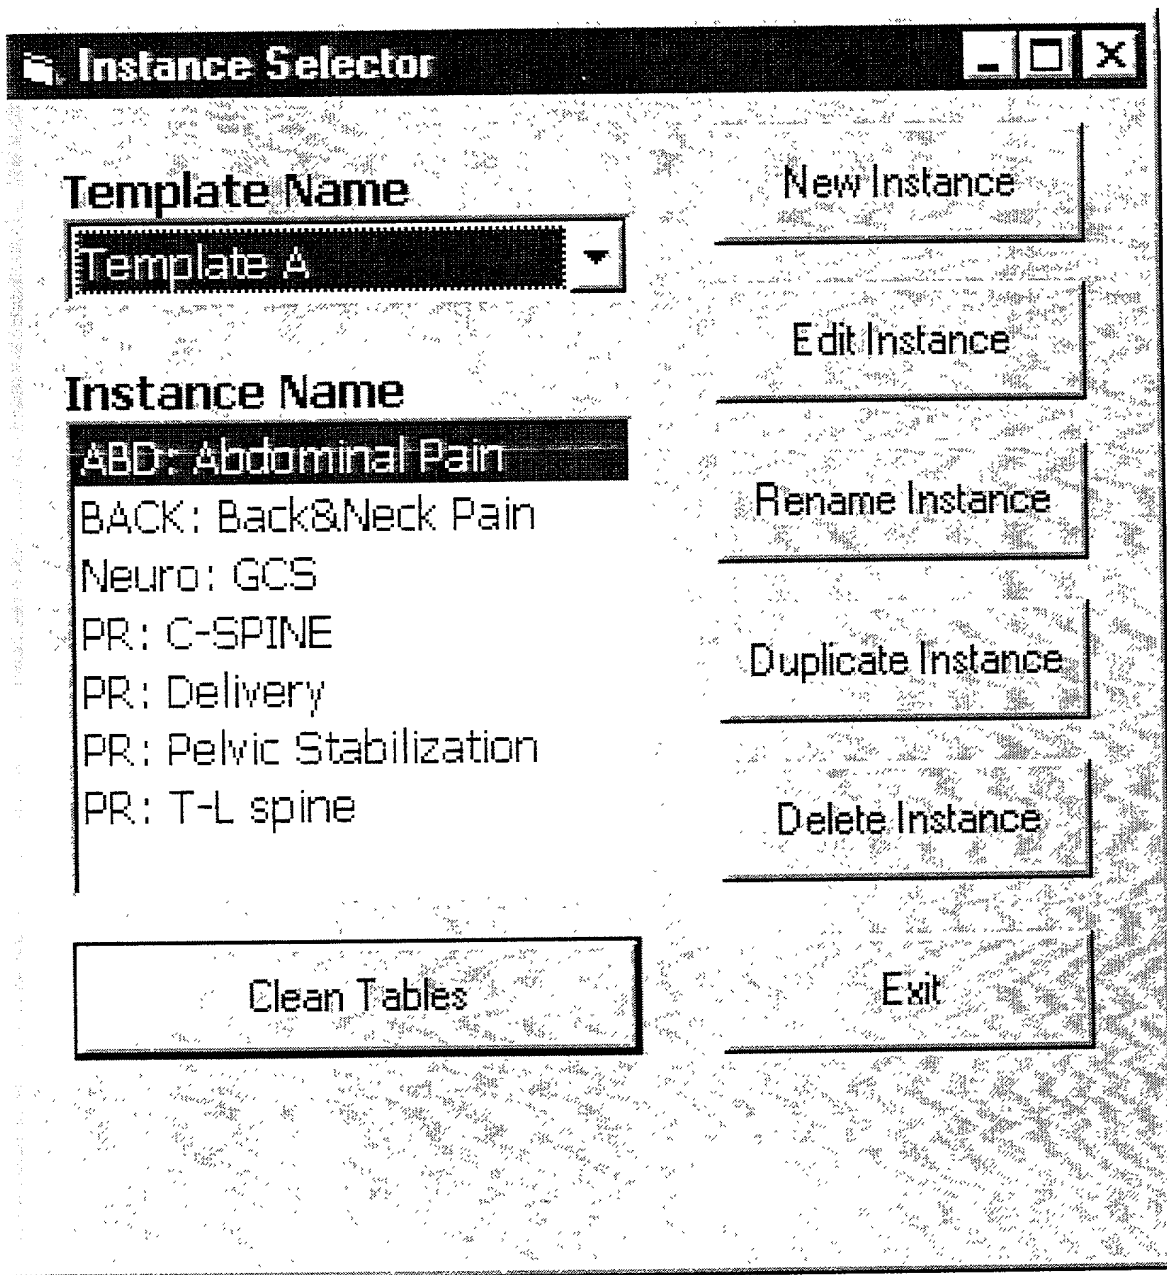 Instance Selector
Template Name
Template A
Instance Name
ABD: Abdominal Pain
BACK: Back&Neck Pain
Neuro: GCS
PR: C-SPINE
PR: Delivery
PR: Pelvic Stabilization
PR: T-L spine
Clean Tables
New Instance
Edit Instance
Rename Instance
Duplicate Instance
Delete Instance
Exit